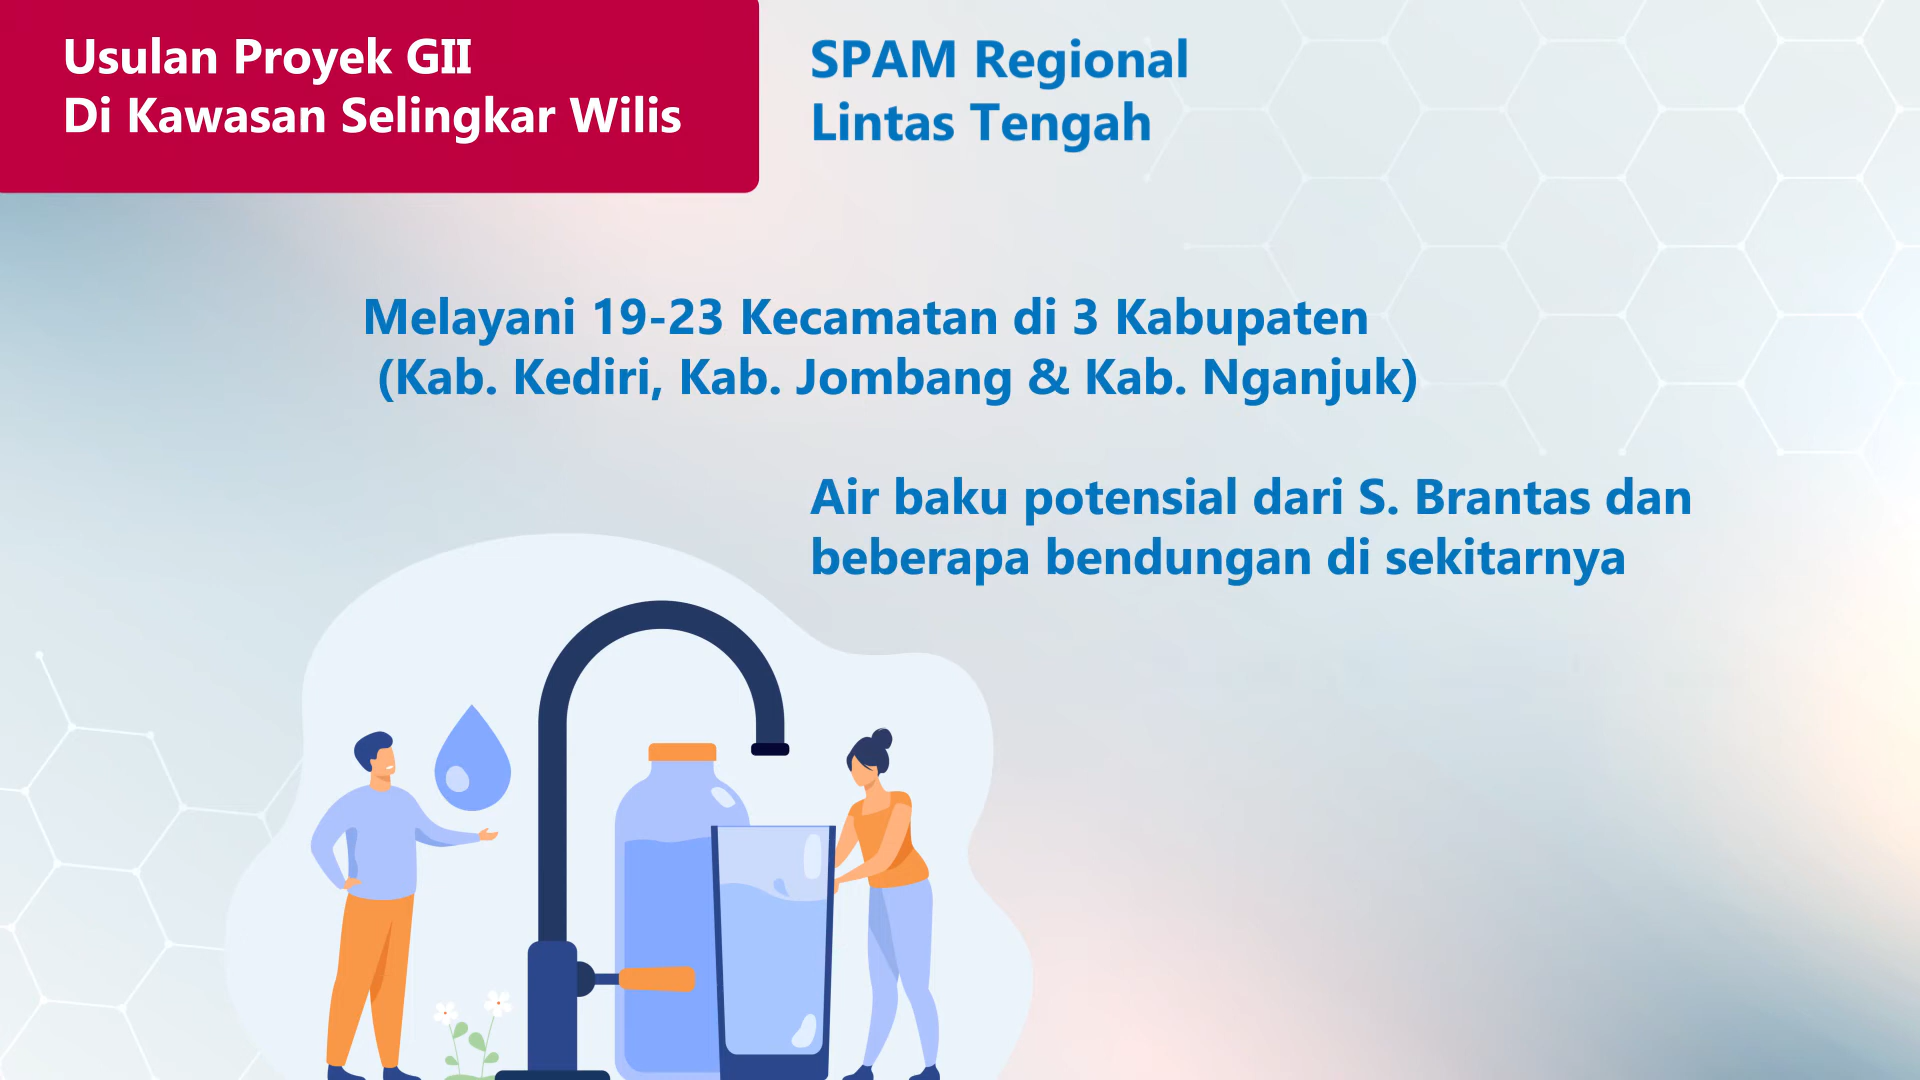 Usulan Proyek GII
Di Kawasan Selingkar Wilis
SPAM Regional
Lintas Tengah
Melayani 19-23 Kecamatan di 3 Kabupaten
(Kab. Kediri, Kab. Jombang & Kab. Nganjuk)
Air baku potensial dari S. Brantas dan
beberapa bendungan di sekitarnya